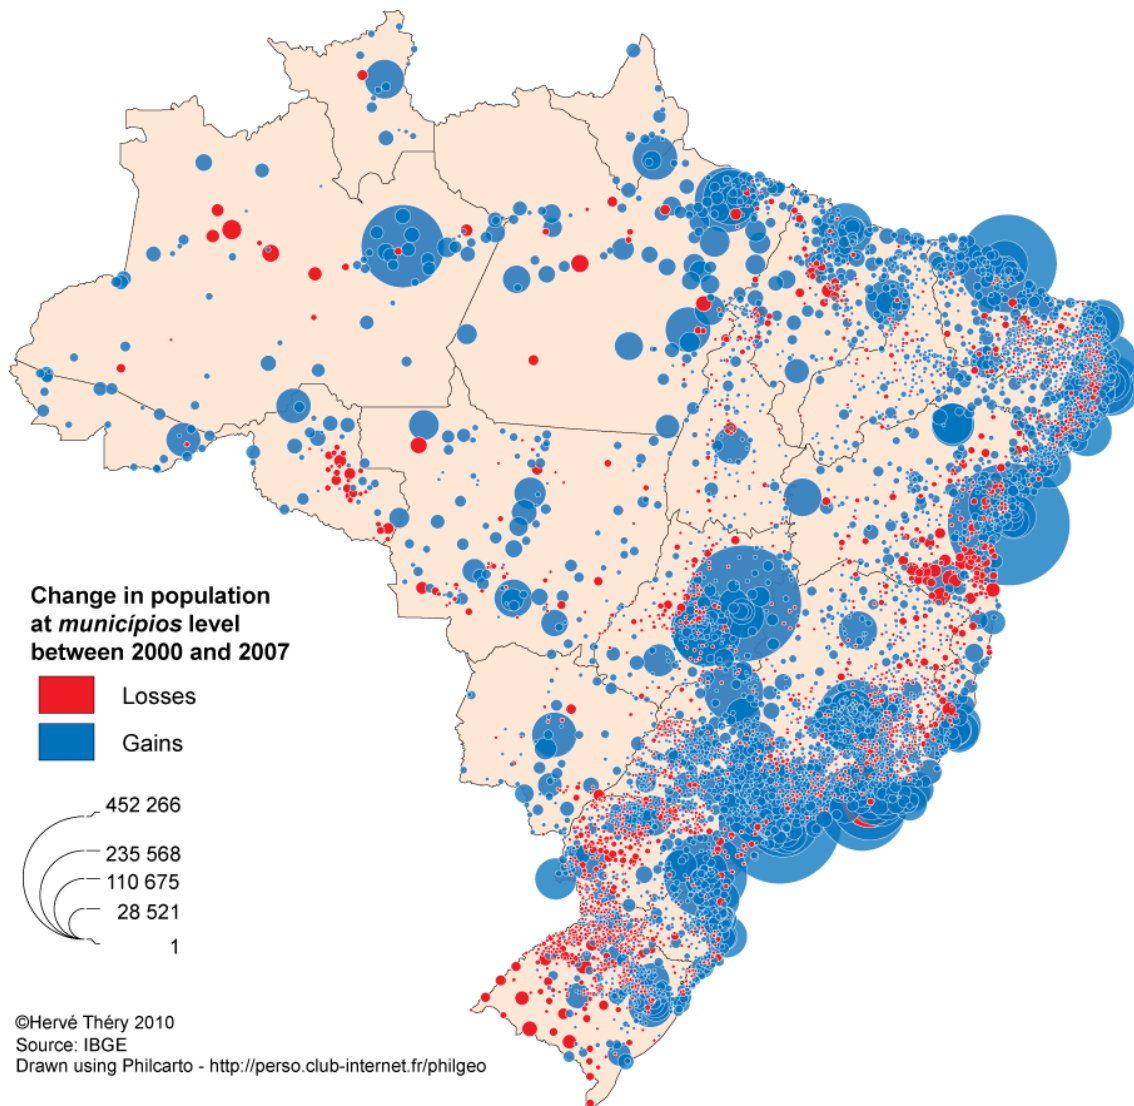 Change in population
at municípios level
between 2000 and 2007
Losses
Gains
452 266
235 568
110 675
28 521
1
©Hervé Théry 2010
Source: IBGE
Drawn using Philcarto - http://perso.club-internet.fr/philgeo